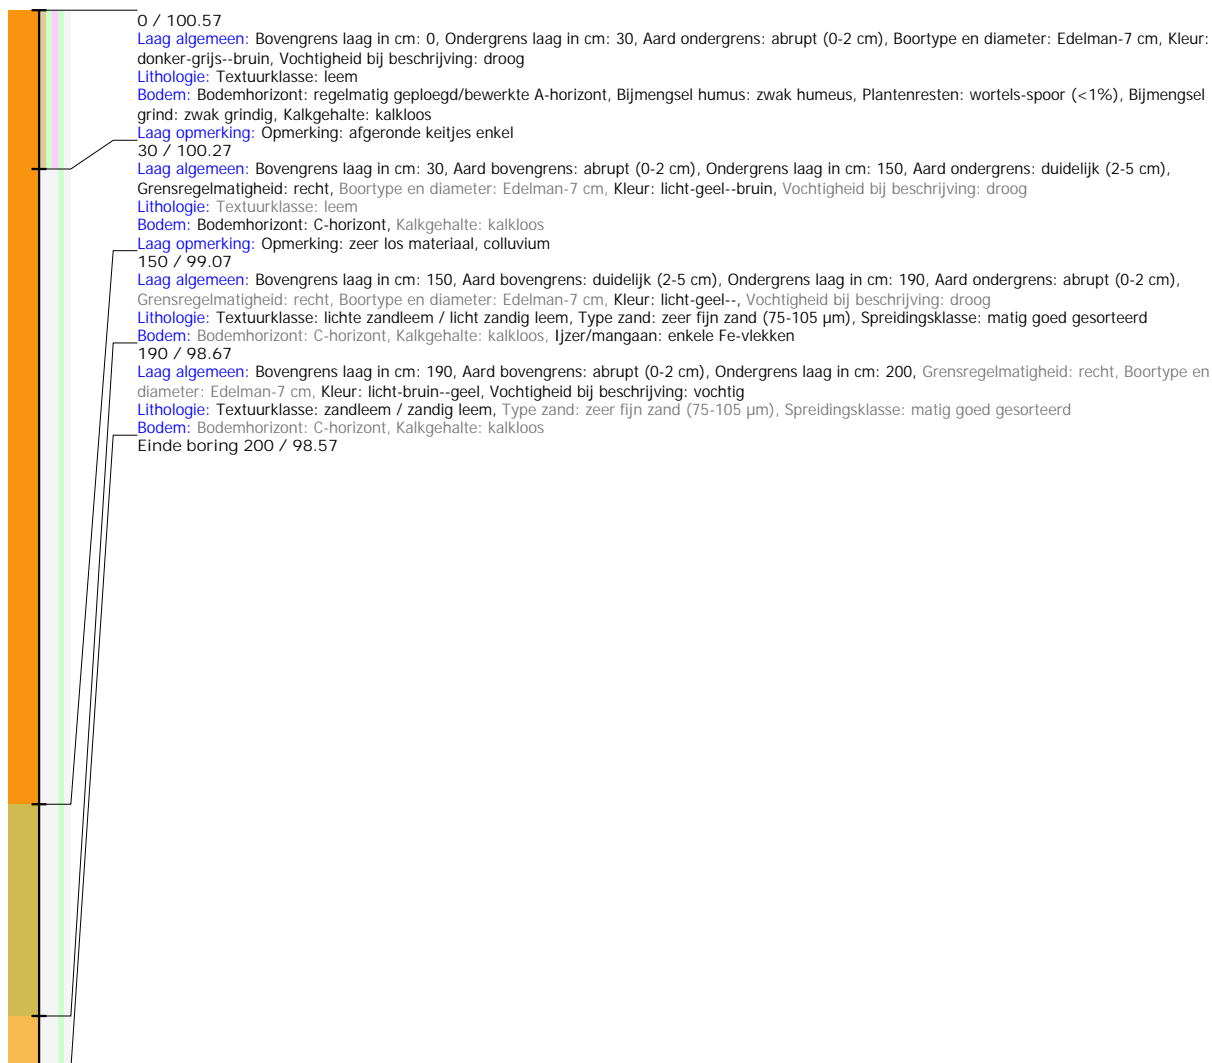 0 / 100.57
Laag algemeen: Bovengrens laag in cm: 0, Ondergrens laag in cm: 30, Aard ondergrens: abrupt (0-2 cm), Boortype en diameter: Edelman-7 cm, Kleur:
donker-grijs--bruin, Vochtigheid bij beschrijving: droog
Lithologie: Textuurklasse: leem
Bodem: Bodemhorizont: regelmatig geploegd/bewerkte A-horizont, Bijmengsel humus: zwak humeus, Plantenresten: wortels-spoor (<1%), Bijmengsel
grind: zwak grindig, Kalkgehalte: kalkloos
Laag opmerking: Opmerking: afgeronde keitjes enkel
30 / 100.27
Laag algemeen: Bovengrens laag in cm: 30, Aard bovengrens: abrupt (0-2 cm), Ondergrens laag in cm: 150, Aard ondergrens: duidelijk (2-5 cm),
Grensregelmatigheid: recht, Boortype en diameter: Edelman-7 cm, Kleur: licht-geel--bruin, Vochtigheid bij beschrijving: droog
Lithologie: Textuurklasse: leem
Bodem: Bodemhorizont: C-horizont, Kalkgehalte: kalkloos
Laag opmerking: Opmerking: zeer los materiaal, colluvium
150 / 99.07
Laag algemeen: Bovengrens laag in cm: 150, Aard bovengrens: duidelijk (2-5 cm), Ondergrens laag in cm: 190, Aard ondergrens: abrupt (0-2 cm),
Grensregelmatigheid: recht, Boortype en diameter: Edelman-7 cm, Kleur: licht-geel--, Vochtigheid bij beschrijving: droog
Lithologie: Textuurklasse: lichte zandleem / licht zandig leem, Type zand: zeer fijn zand (75-105 µm), Spreidingsklasse: matig goed gesorteerd
Bodem: Bodemhorizont: C-horizont, Kalkgehalte: kalkloos, Ijzer/mangaan: enkele Fe-vlekken
190 / 98.67
Laag algemeen: Bovengrens laag in cm: 190, Aard bovengrens: abrupt (0-2 cm), Ondergrens laag in cm: 200, Grensregelmatigheid: recht, Boortype en
diameter: Edelman-7 cm, Kleur: licht-bruin--geel, Vochtigheid bij beschrijving: vochtig
Lithologie: Textuurklasse: zandleem / zandig leem, Type zand: zeer fijn zand (75-105 µm), Spreidingsklasse: matig goed gesorteerd
Bodem: Bodemhorizont: C-horizont, Kalkgehalte: kalkloos
Einde boring 200 / 98.57